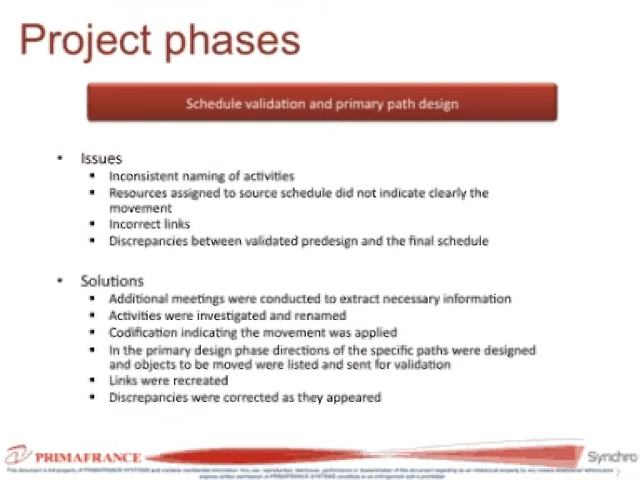 Project phases
Schedule validation and primary path design
• Issues
▪ Inconsistent naming of activities
▪ Resources assigned to source schedule did not indicate clearly the
movement
▪ Incorrect links
▪ Discrepancies between validated predesign and the final schedule
• Solutions
▪ Additional meetings were conducted to extract necessary information
▪ Activities were investigated and renamed
▪ Codification indicating the movement was applied
▪ In the primary design phase directions of the specific paths were designed
and objects to be moved were listed and sent for validation
▪ Links were recreated
▪ Discrepancies were corrected as they appeared
PRIMAFRANCE
Synchro